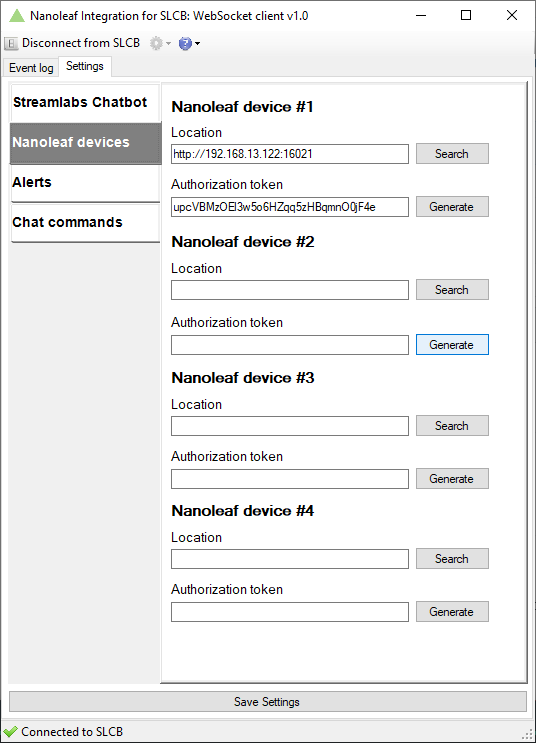 Nanoleaf Integration for SLCB: WebSocket client v1.0
Disconnect from SLCB
Event log Settings
Streamlabs Chatbot
Nanoleaf devices
Alerts
Chat commands
Nanoleaf device #1
Location
http://192.168.13.122:16021 Search
Authorization token
upcVBMzOEI3w5o6HZqq5zHBqmnO0jF4e Generate
Nanoleaf device #2
Location
Search
Authorization token
Generate
Nanoleaf device #3
Location
Search
Authorization token
Generate
Nanoleaf device #4
Location
Search
Authorization token
Generate
Save Settings
Connected to SLCB